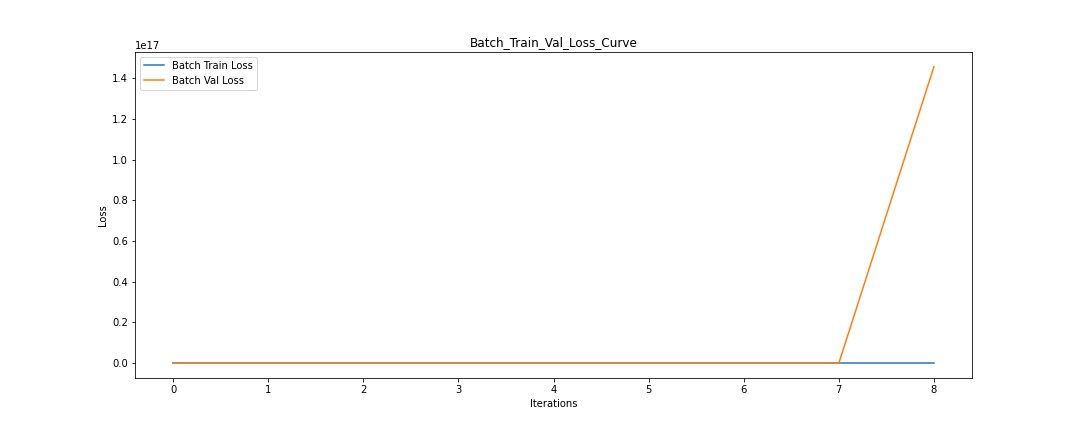 Batch_Train_Val_Loss_Curve
1e17
Batch Train Loss
Batch Val Loss
1.4
1.2
1.0
0.8
0.6
0.4
0.2
0.0
Loss
0 1 2 3 4 5 6 7 8
Iterations